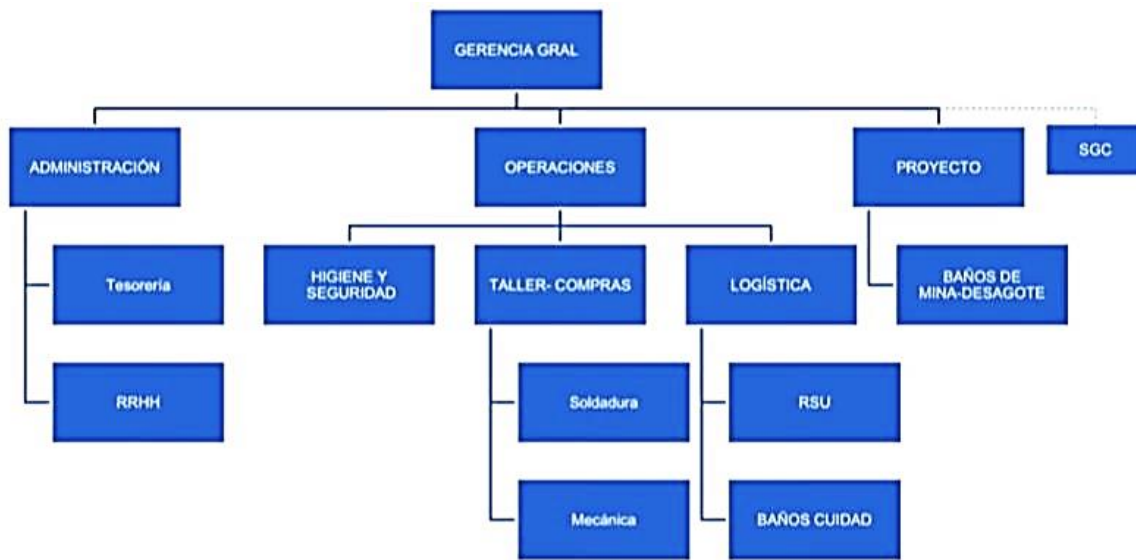 GERENCIA GRAL
ADMINISTRACIÓN
OPERACIONES
PROYECTO
SGC
Tesorería
HIGIENE Y
SEGURIDAD
TALLER- COMPRAS
LOGÍSTICA
BAÑOS DE
MINA-DESAGOTE
RRHH
Soldadura
RSU
Mecánica
BAÑOS CUIDAD